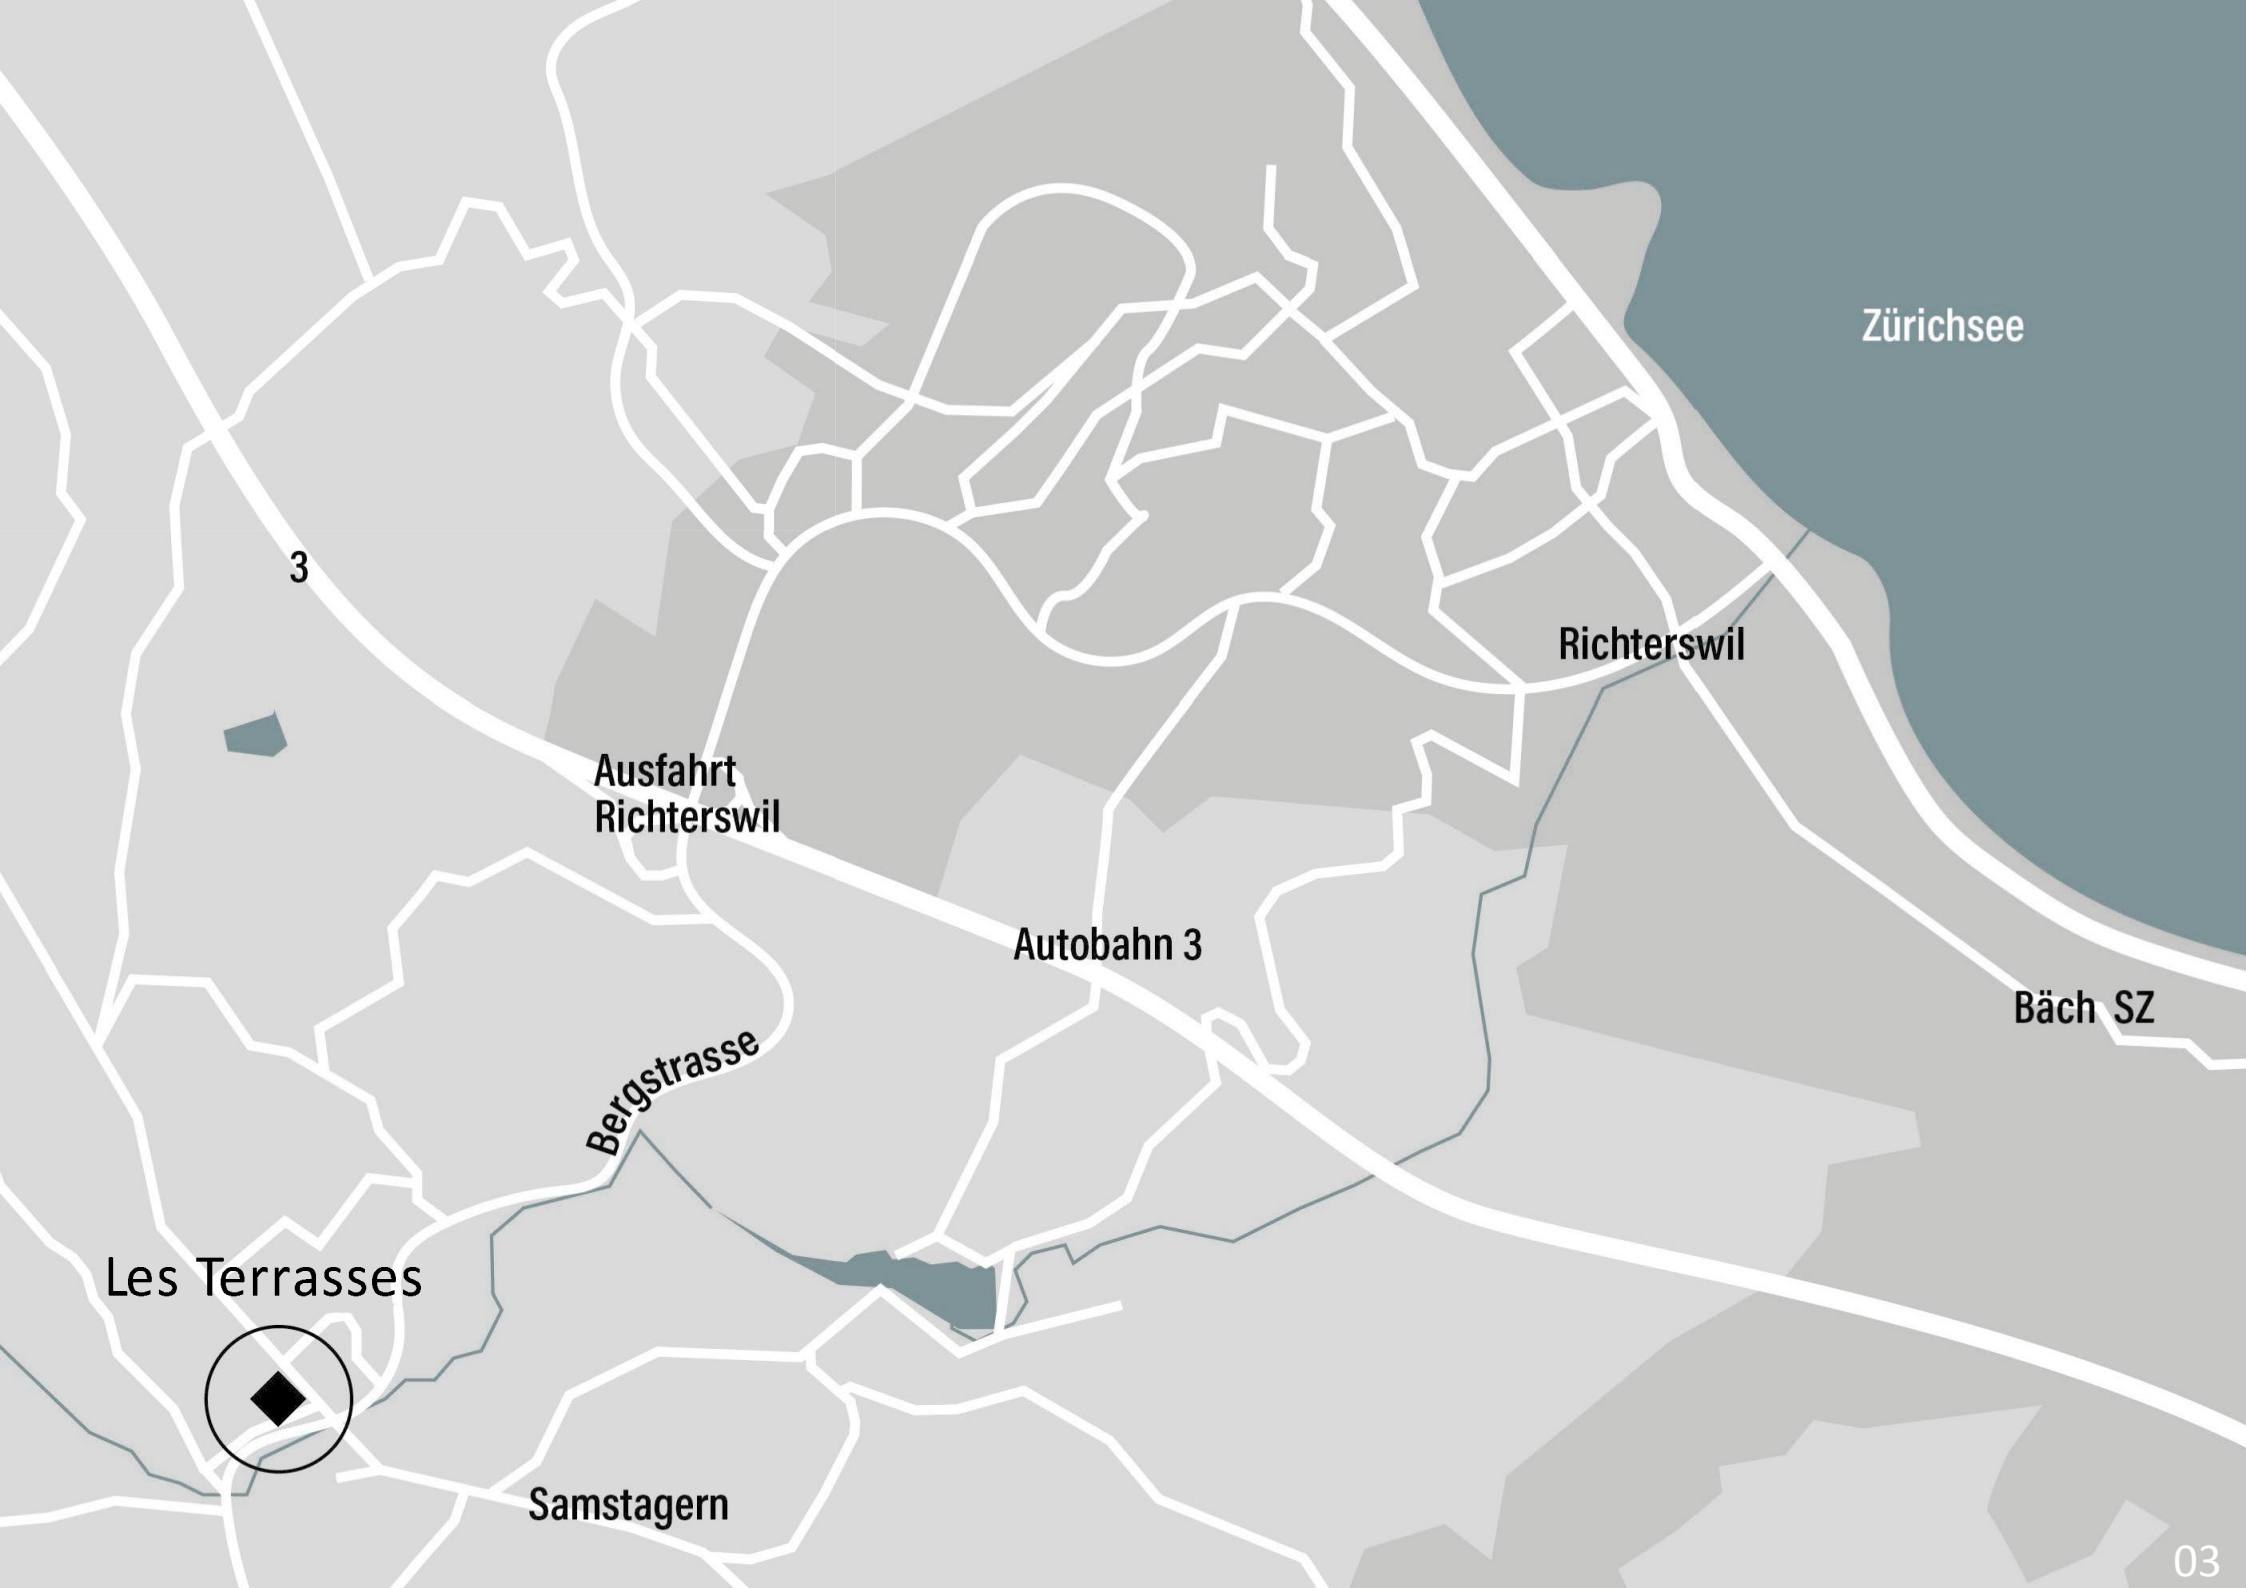 Zürichsee
3
Richterswil
Ausfahrt
Richterswil
Autobahn 3
Bäch SZ
Bergstrasse
Les Terrasses
Samstagern
03